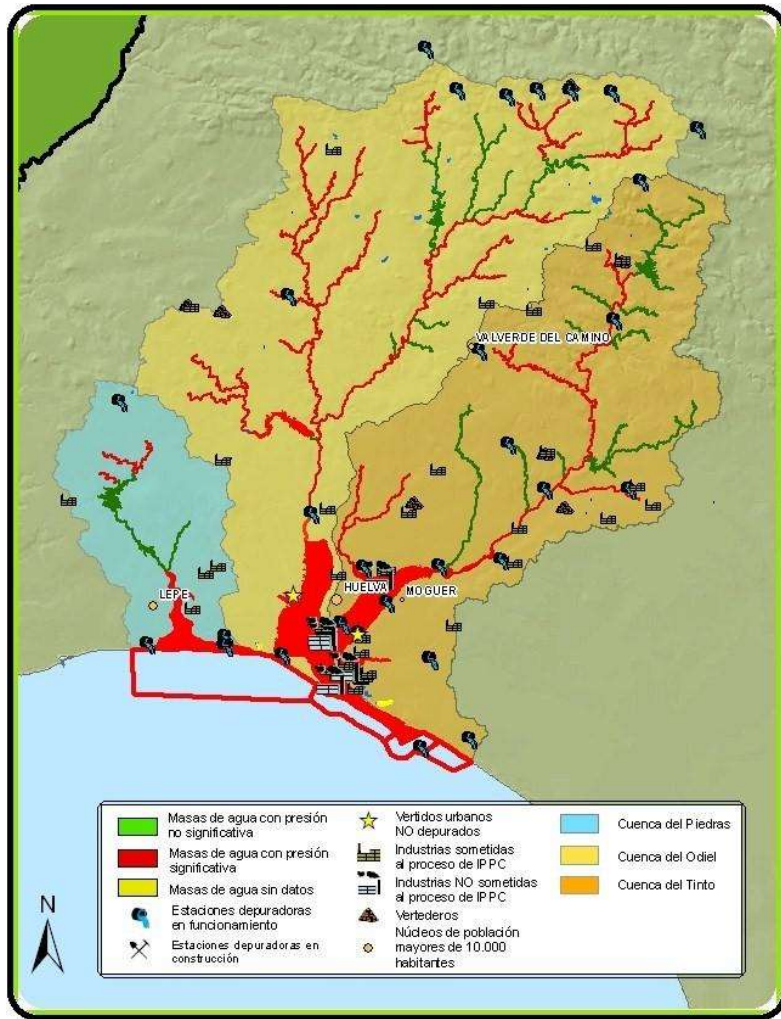 VALVERDE DEL CAMINO
LEPE
HUELVA
MOGUER
Masas de agua con presión
no significativa
Masas de agua con presión
significativa
Masas de agua sin datos
Estaciones depuradoras
en funcionamiento
Estaciones depuradoras en
construcción
Vertidos urbanos
NO depurados
Industrias sometidas
al proceso de IPPC
Industrias NO sometidas
al proceso de IPPC
Vertederos
Núcleos de población
mayores de 10.000
habitantes
Cuenca del Piedras
Cuenca del Odiel
Cuenca del Tinto
N